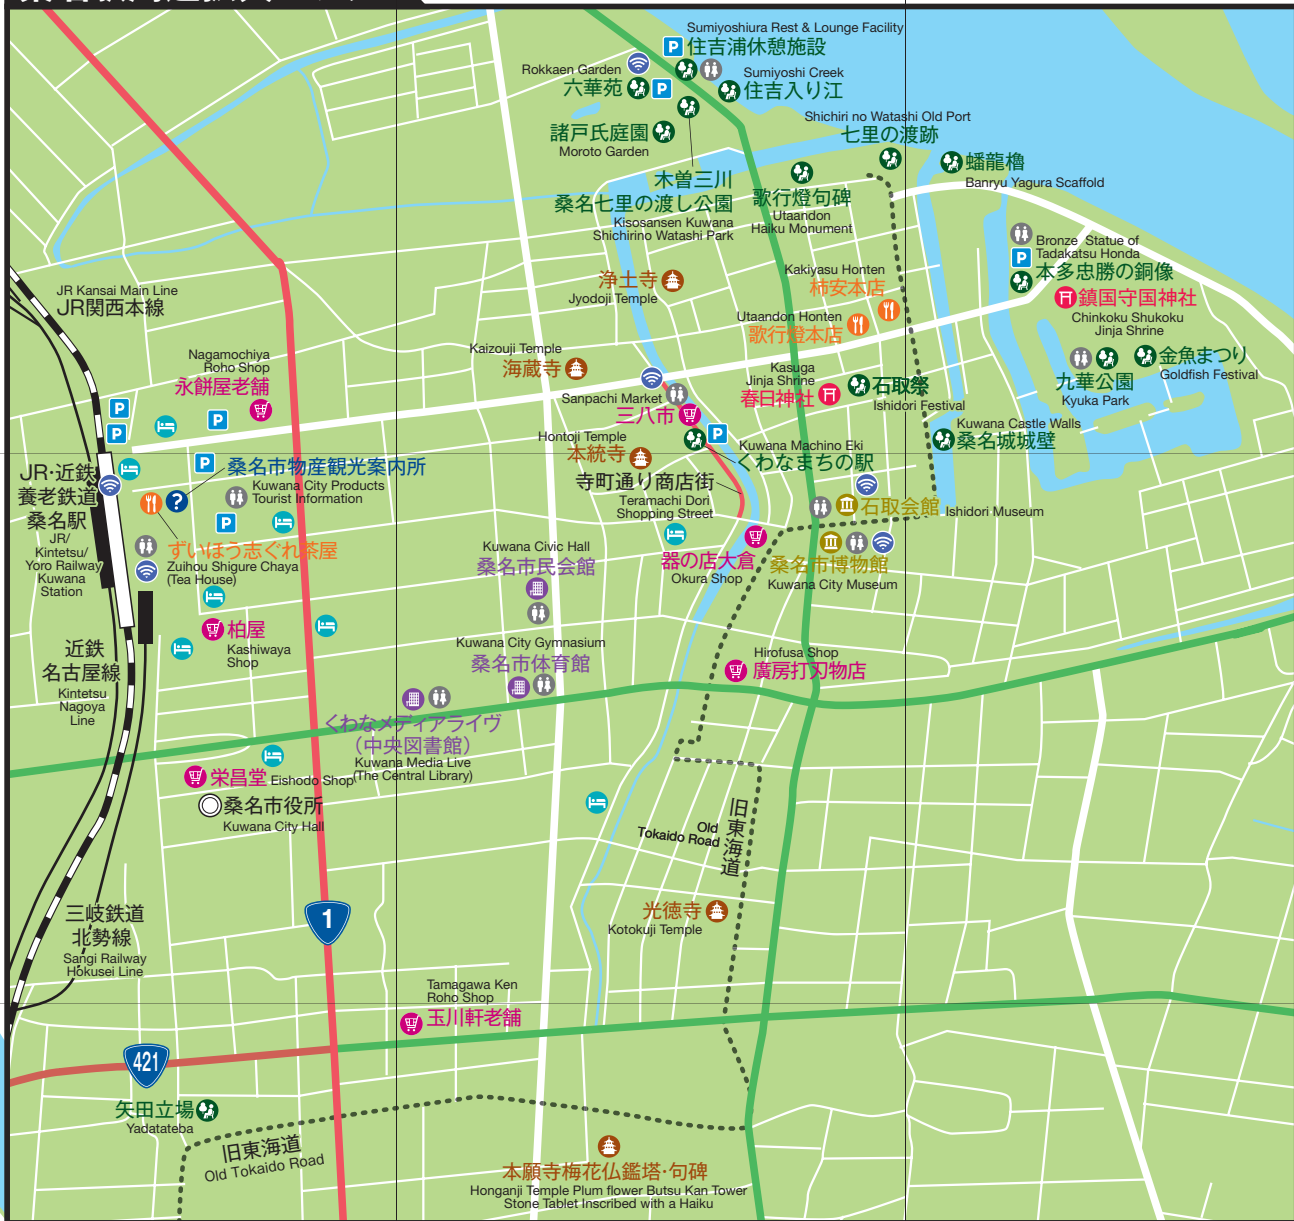 Sumiyoshiura Rest & Lounge Facility
P 住吉浦休憩施設
Rokkaen Garden
六華苑 P
Sumiyoshi Creek
住吉入り江
諸戸氏庭園
Moroto Garden
Shichiri no Watashi Old Port
七里の渡跡
蟠龍櫓
Banryu Yagura Scaffold
木曽三川
桑名七里の渡し公園
Kisosansen Kuwana
Shichirino Watashi Park
歌行燈句碑
Utaandon
Haiku Monument
Bronze Statue of
Tadakatsu Honda
P
本多忠勝の銅像
鎮国守国神社
Chinkoku Shukoku
Jinja Shrine
浄土寺
Jyodoji Temple
Kakiyasu Honten
柿安本店
Utaandon Honten
歌行燈本店
JR Kansai Main Line
JR関西本線
Nagamochiya
Roho Shop
永餅屋老舗
Kaizouji Temple
海蔵寺
金魚まつり
Goldfish Festival
九華公園
Kyuka Park
Kasuga
Jinja Shrine
春日神社
石取祭
Ishidori Festival
Sanpachi Market
三八市
P
P
P
P
Kuwana Castle Walls
桑名城城壁
Hontoji Temple
本統寺
Kuwana Machino Eki
くわなまちの駅
P
寺町通り商店街
Teramachi Dori
Shopping Street
P
? 桑名市物産観光案内所
Kuwana City Products
Tourist Information
P
JR・近鉄
養老鉄道
桑名駅
JR/
Kintetsu/
Yoro Railway
Kuwana
Station
ずいほう志ぐれ茶屋
Zuihou Shigure Chaya
(Tea House)
石取会館
Ishidori Museum
Kuwana Civic Hall
桑名市民会館
器の店大倉
Okura Shop
桑名市博物館
Kuwana City Museum
柏屋
Kashiwaya
Shop
近鉄
名古屋線
Kintetsu
Nagoya
Line
Kuwana City Gymnasium
桑名市体育館
Hirofusa Shop
廣房打刃物店
くわなメディアライヴ
（中央図書館）
Kuwana Media Live
(The Central Library)
栄昌堂 Eishodo Shop
桑名市役所
Kuwana City Hall
Old
Tokaido Road
旧東海道
三岐鉄道
北勢線
Sangi Railway
Hokusei Line
1
光徳寺
Kotokuji Temple
Tamagawa Ken
Roho Shop
玉川軒老舗
421
矢田立場
Yadatateba
旧東海道
Old Tokaido Road
本願寺梅花仏鑑塔・句碑
Honganji Temple Plum flower Butsu Kan Tower
Stone Tablet Inscribed with a Haiku